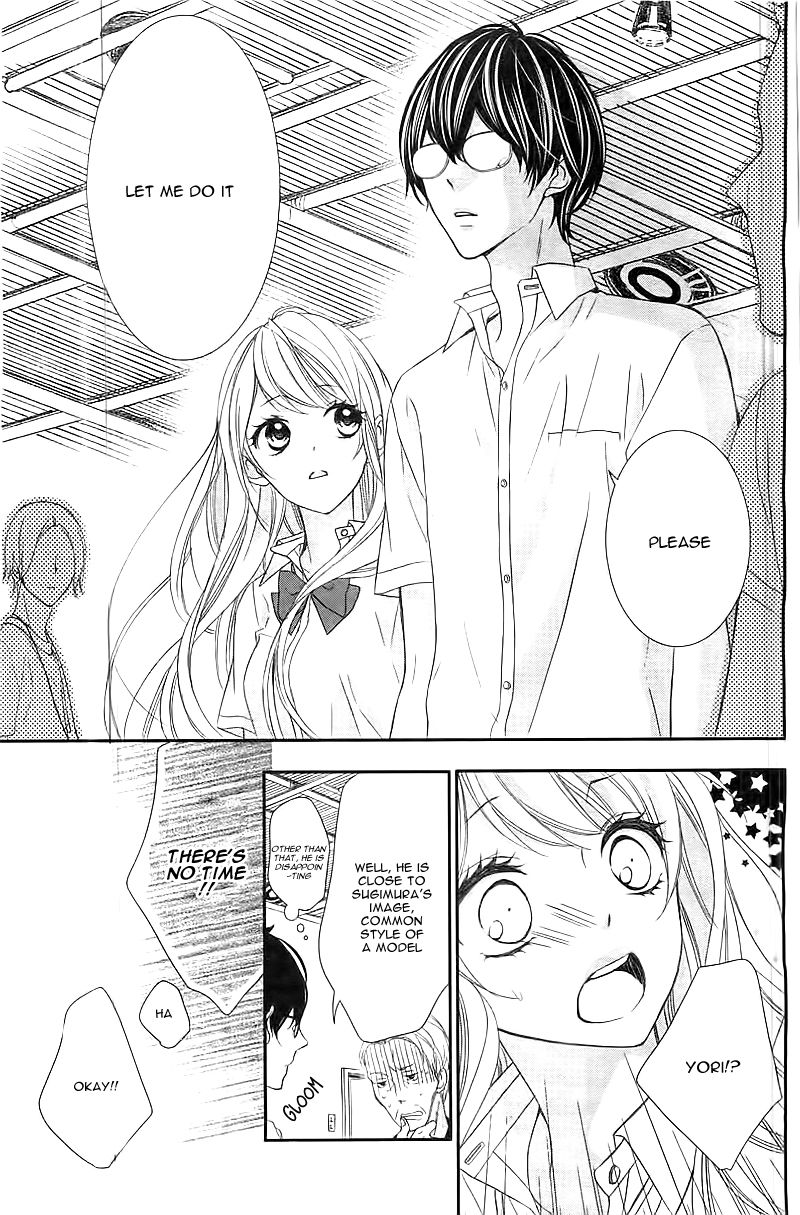 LET ME DO IT
PLEASE
YORI!?
WELL, HE IS
CLOSE TO
SUGIMURA'S
IMAGE,
COMMON
STYLE OF
A MODEL
OTHER THAN
THAT, HE IS
DISAPPOIN
-TING
GLOOM
THERE'S
NO TIME
!!
HA
OKAY!!